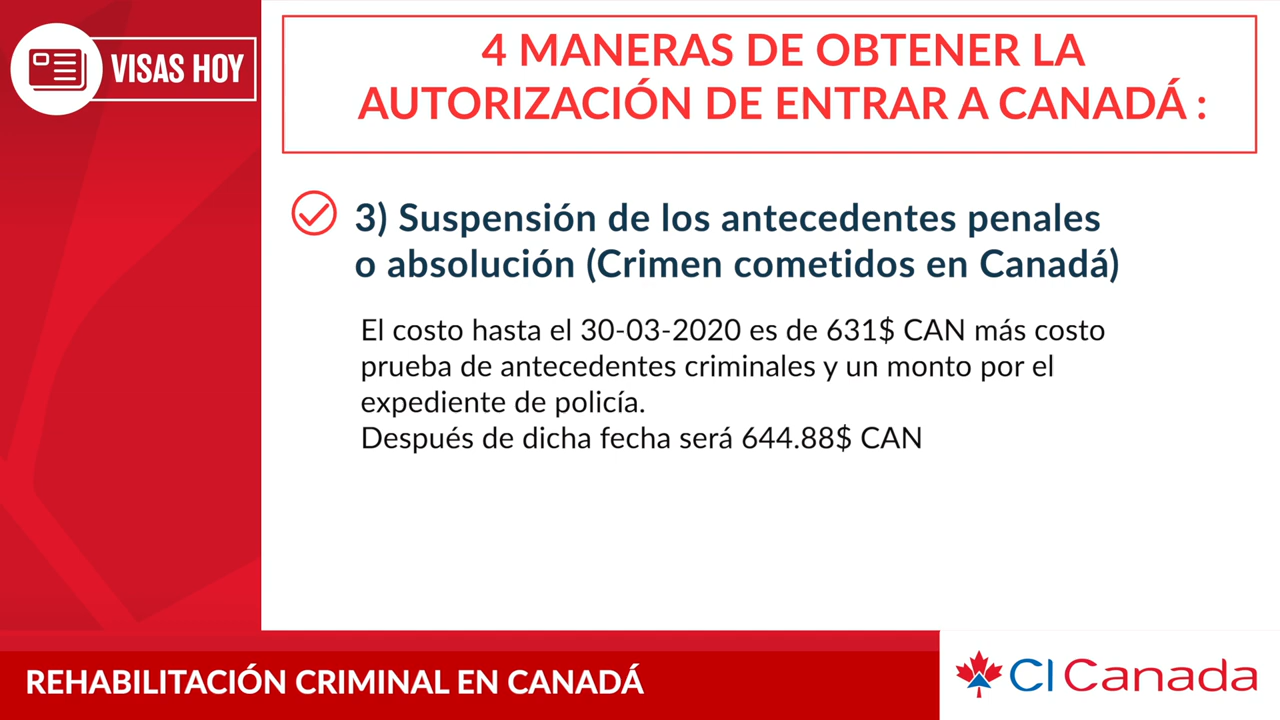 VISAS HOY
4 MANERAS DE OBTENER LA
AUTORIZACIÓN DE ENTRAR A CANADÁ :
3) Suspensión de los antecedentes penales
o absolución (Crimen cometidos en Canadá)
El costo hasta el 30-03-2020 es de 631$ CAN más costo
prueba de antecedentes criminales y un monto por el
expediente de policía.
Después de dicha fecha será 644.88$ CAN
REHABILITACIÓN CRIMINAL EN CANADÁ
CI Canada